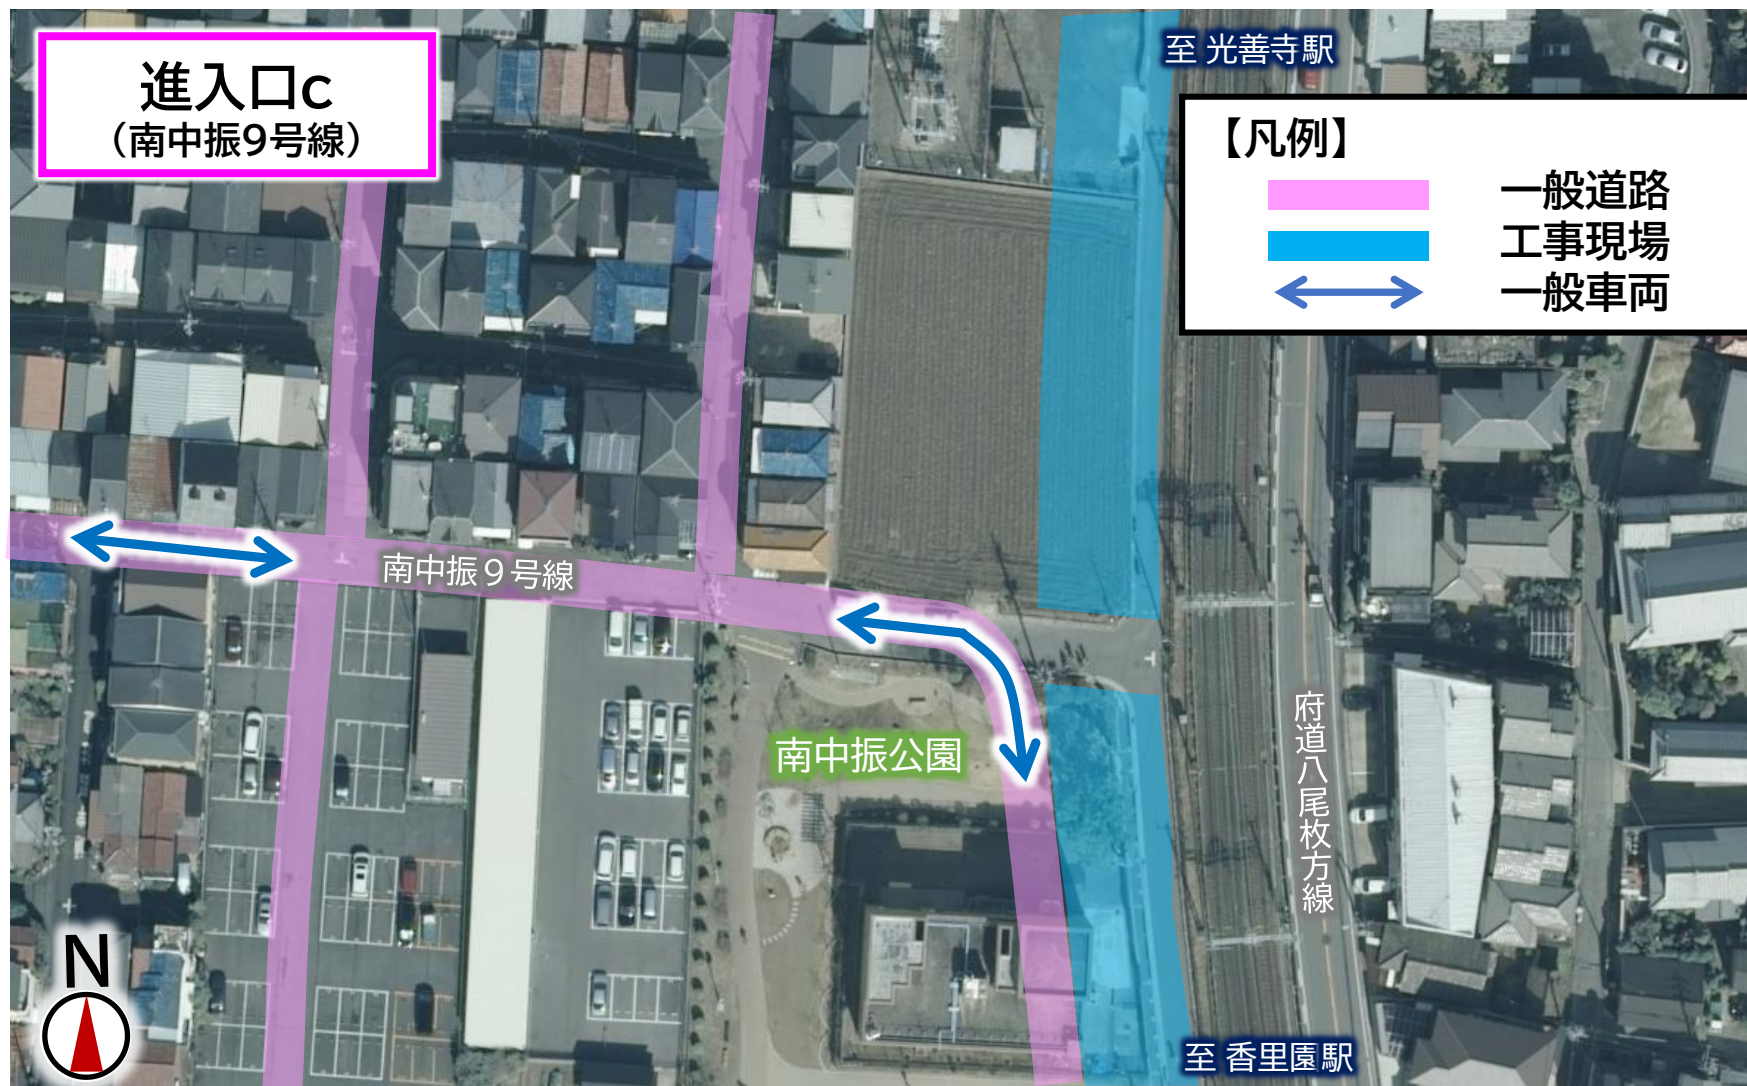 進入口C
（南中振9号線）
至 光善寺駅
【凡例】
一般道路
工事現場
一般車両
南中振９号線
南中振公園
府道八尾枚方線
N
至 香里園駅